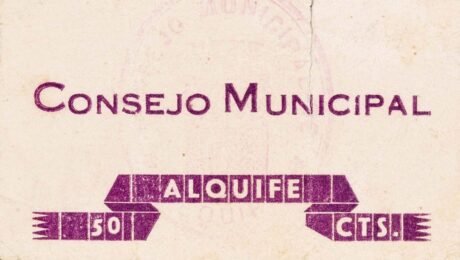 CONSEJO MUNICIPAL
ALQUIFE
50 CTS.